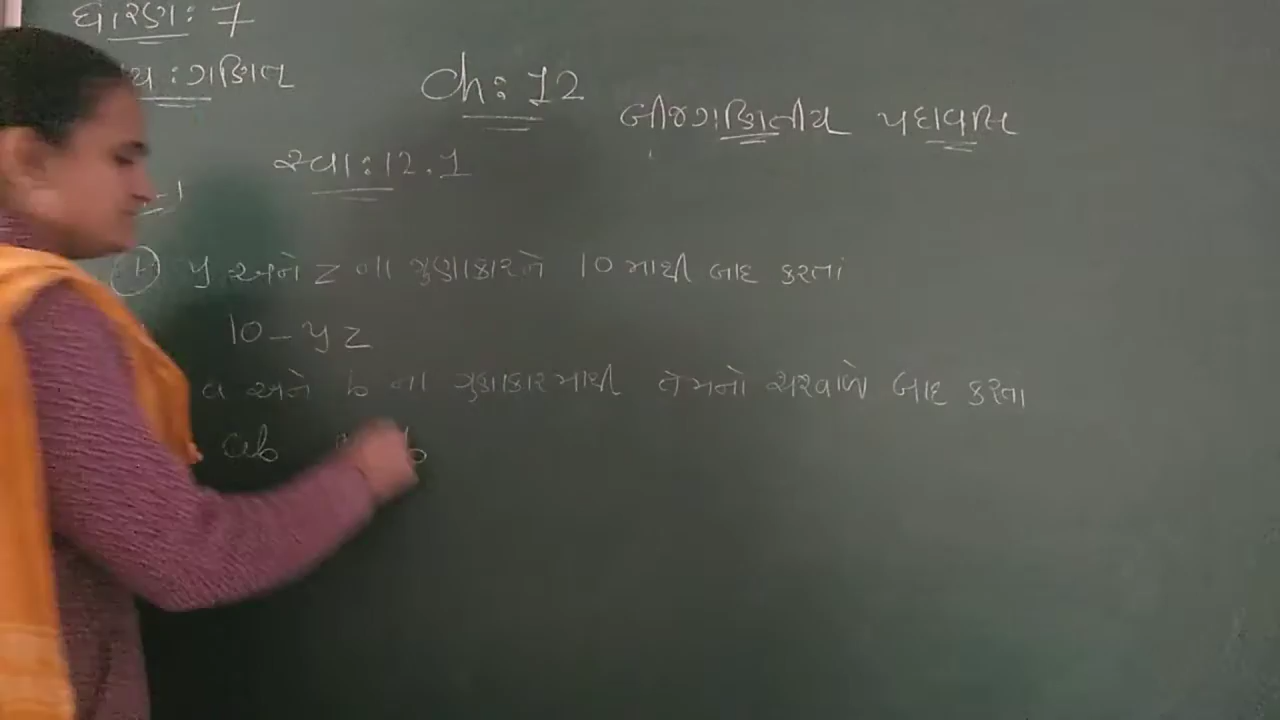 ધોરણ : 7
ય : ગણિત
Ch : 12
બીજગણિતીય પદાવલિ
સ્વા : 12.1
-1
y અને z ના ગુણાકારને 10 માથી બાદ કરતાં
10 - yz
a અને b ના ગુણાકારમાથી તેમનો સરવાળો બાદ કરતા
ab b